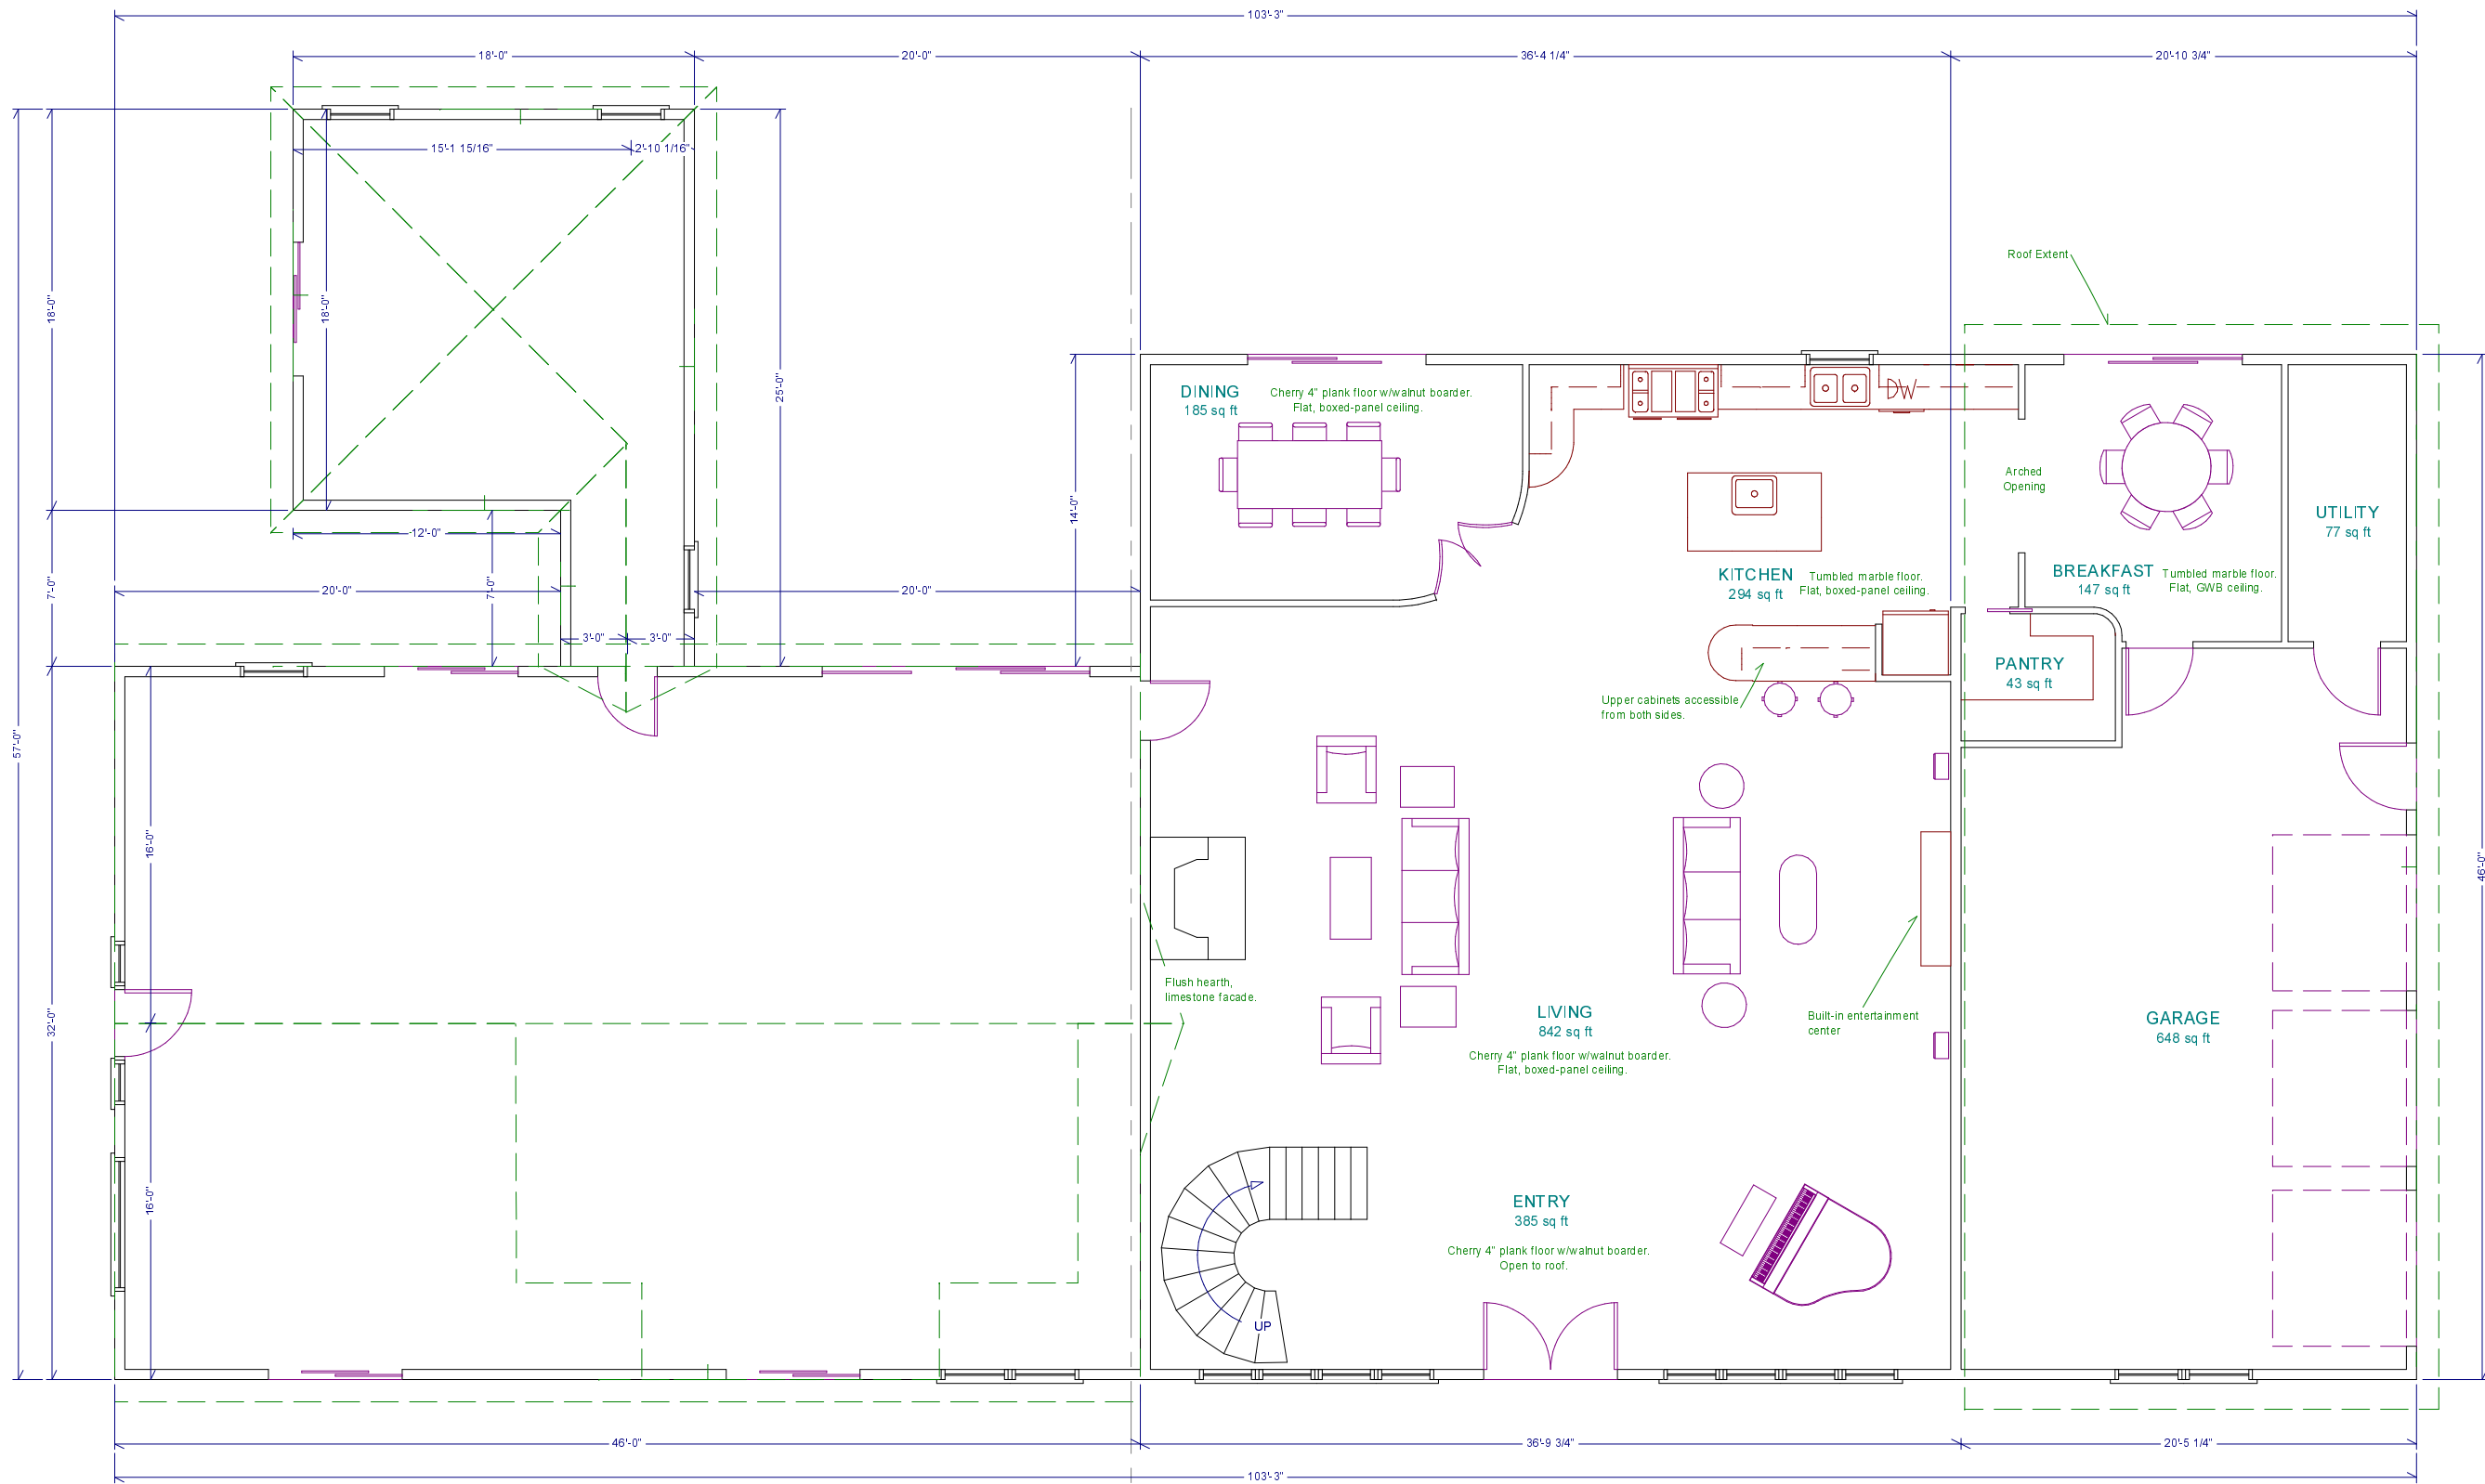 103'-3"
18'-0"
20'-0"
36'-4 1/4"
20'-10 3/4"
15'-1 15/16"
2'-10 1/16"
Roof Extent
18'-0"
18'-0"
25'-0"
DINING
185 sq ft
Cherry 4" plank floor w/walnut boarder.
Flat, boxed-panel ceiling.
DW
Arched
Opening
14'-0"
UTILITY
77 sq ft
12'-0"
KITCHEN
294 sq ft
Tumbled marble floor.
Flat, boxed-panel ceiling.
BREAKFAST
147 sq ft
Tumbled marble floor.
Flat, GWB ceiling.
7'-0"
20'-0"
7'-0"
20'-0"
3'-0"
3'-0"
PANTRY
43 sq ft
Upper cabinets accessible
from both sides.
57'-0"
16'-0"
46'-0"
Flush hearth,
limestone facade.
LIVING
842 sq ft
Cherry 4" plank floor w/walnut boarder.
Flat, boxed-panel ceiling.
Built-in entertainment
center
GARAGE
648 sq ft
32'-0"
16'-0"
ENTRY
385 sq ft
Cherry 4" plank floor w/walnut boarder.
Open to roof.
UP
46'-0"
36'-9 3/4"
20'-5 1/4"
103'-3"